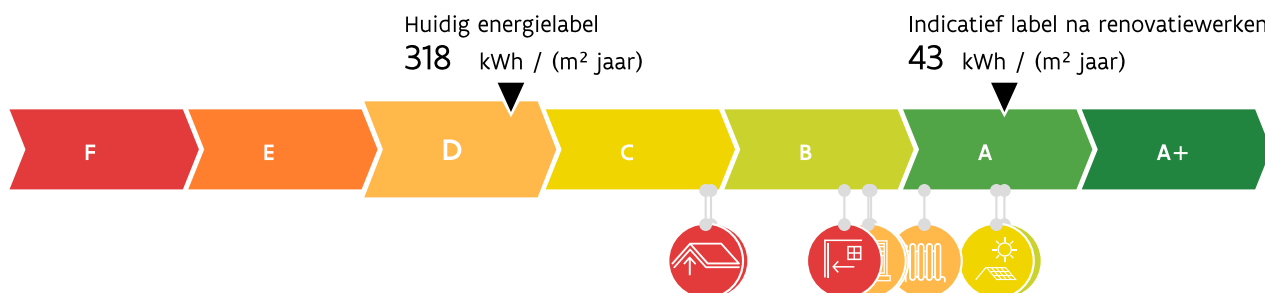 Huidig energielabel
318 kWh / (m² jaar)
Indicatief label na renovatiewerken
43 kWh / (m² jaar)
F
E
D
C
B
A
A+